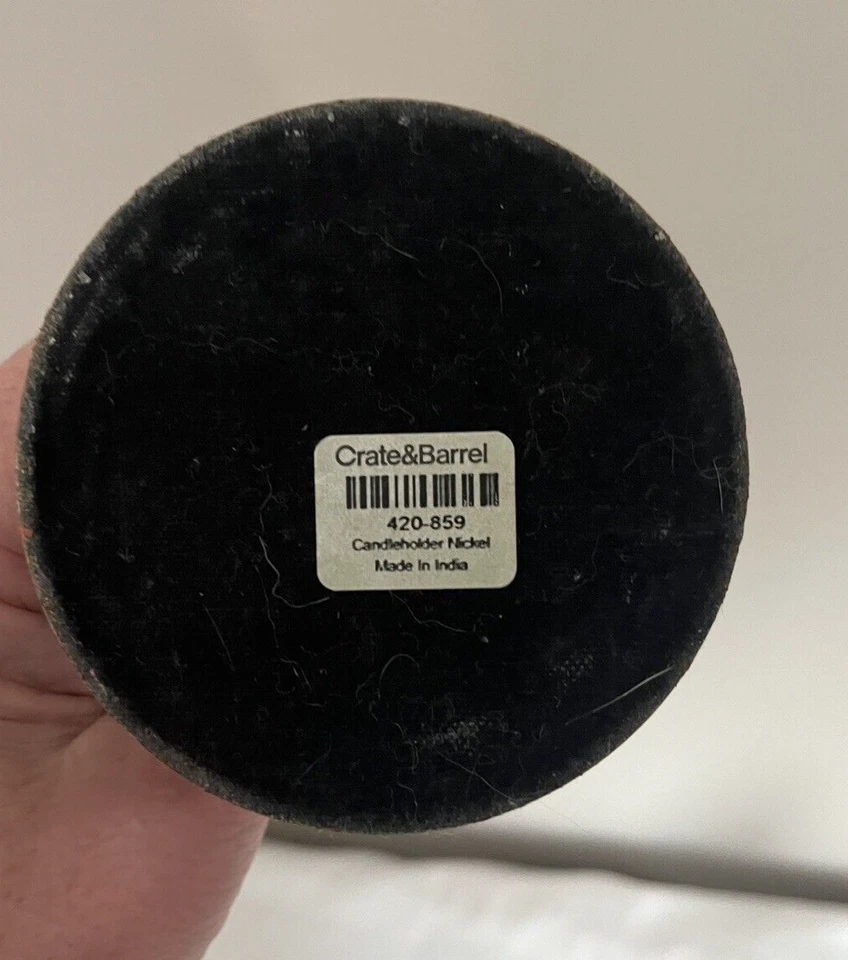 Crate&Barrel
420-859
Candleholder Nickel
Made In India